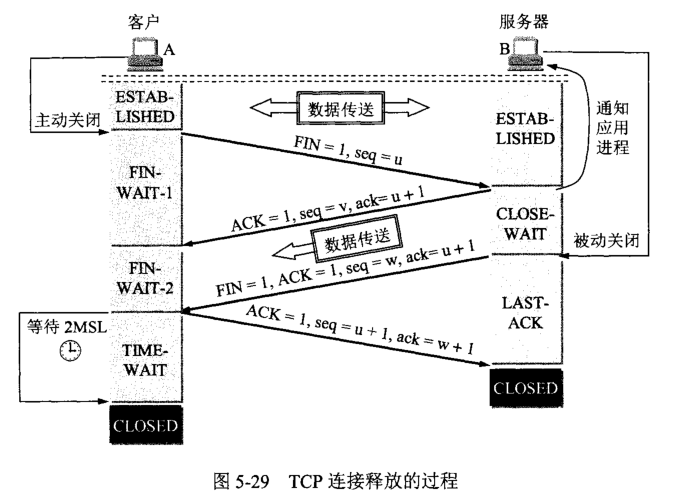 客户
服务器
A
B
主动关闭
ESTAB-
LISHED
数据传送
ESTAB-
LISHED
通知
应用
进程
FIN = 1, seq = u
FIN-
WAIT-1
ACK = 1, seq = v, ack= u + 1
CLOSE-
WAIT
数据传送
被动关闭
FIN-
WAIT-2
FIN = 1, ACK = 1, seq = w, ack= u + 1
LAST-
ACK
ACK = 1, seq = u + 1, ack = w + 1
等待 2MSL
TIME-
WAIT
CLOSED
CLOSED
图 5-29 TCP 连接释放的过程